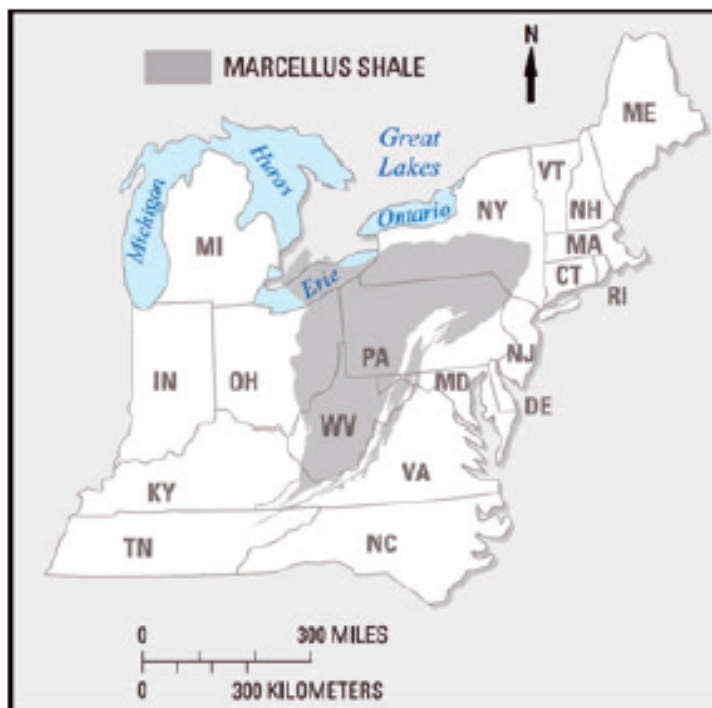 N
MARCELLUS SHALE
ME
Great
Lakes
Huron
VT
Michigan
Ontario
NY
NH
MI
MA
Erie
CT
RI
PA
NJ
IN
OH
MD
DE
WV
VA
KY
TN
NC
0 300 MILES
0 300 KILOMETERS